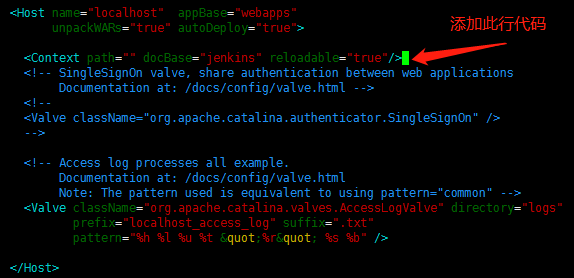 <Host name="localhost"  appBase="webapps"
      unpackWARs="true" autoDeploy="true">
添加此行代码
  <Context path="" docBase="jenkins" reloadable="true"/>
  <!-- SingleSignOn valve, share authentication between web applications
       Documentation at: /docs/config/valve.html -->
  <!--
  <Valve className="org.apache.catalina.authenticator.SingleSignOn" />
  -->
  <!-- Access log processes all example.
       Documentation at: /docs/config/valve.html
       Note: The pattern used is equivalent to using pattern="common" -->
  <Valve className="org.apache.catalina.valves.AccessLogValve" directory="logs"
         prefix="localhost_access_log" suffix=".txt"
         pattern="%h %l %u %t &quot;%r&quot; %s %b" />
</Host>